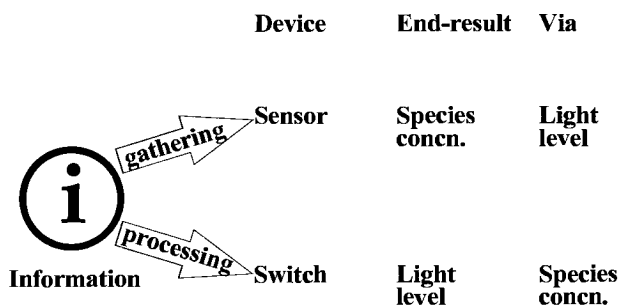 Device End-result Via
gathering
Sensor Species concn. Light level
i
Information
processing
Switch Light level Species concn.